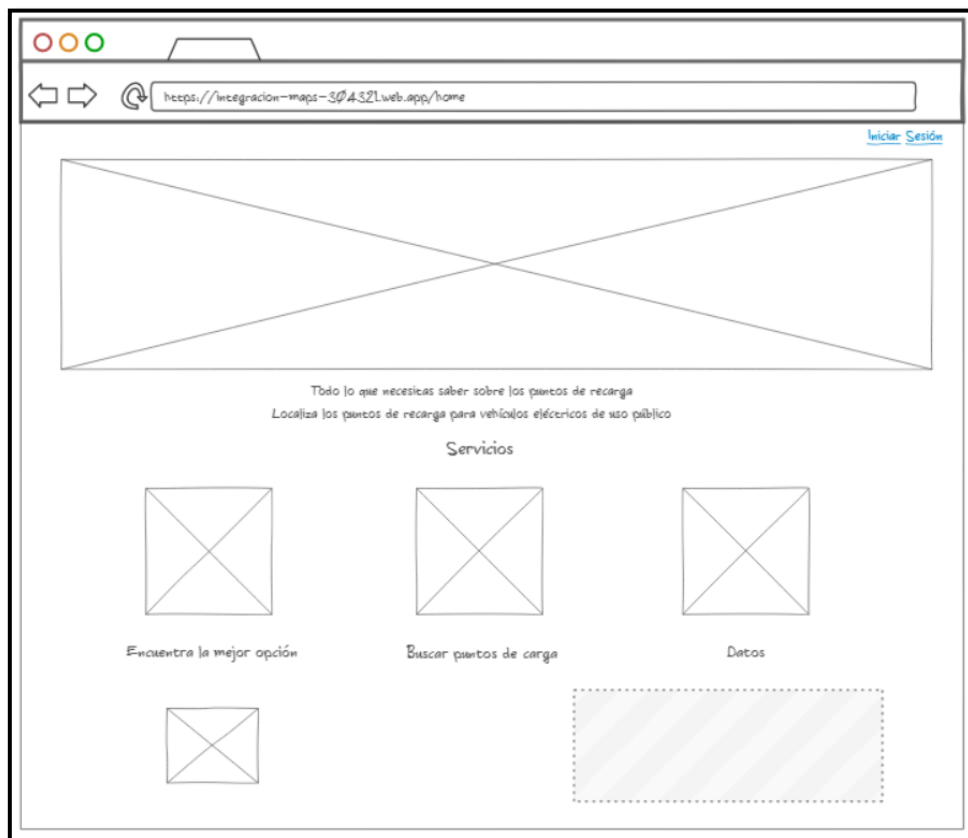 https://integracion-maps-304321.web.app/home
Iniciar Sesión
Todo lo que necesitas saber sobre los puntos de recarga
Localiza los puntos de recarga para vehículos eléctricos de uso público
Servicios
Encuentra la mejor opción
Buscar puntos de carga
Datos